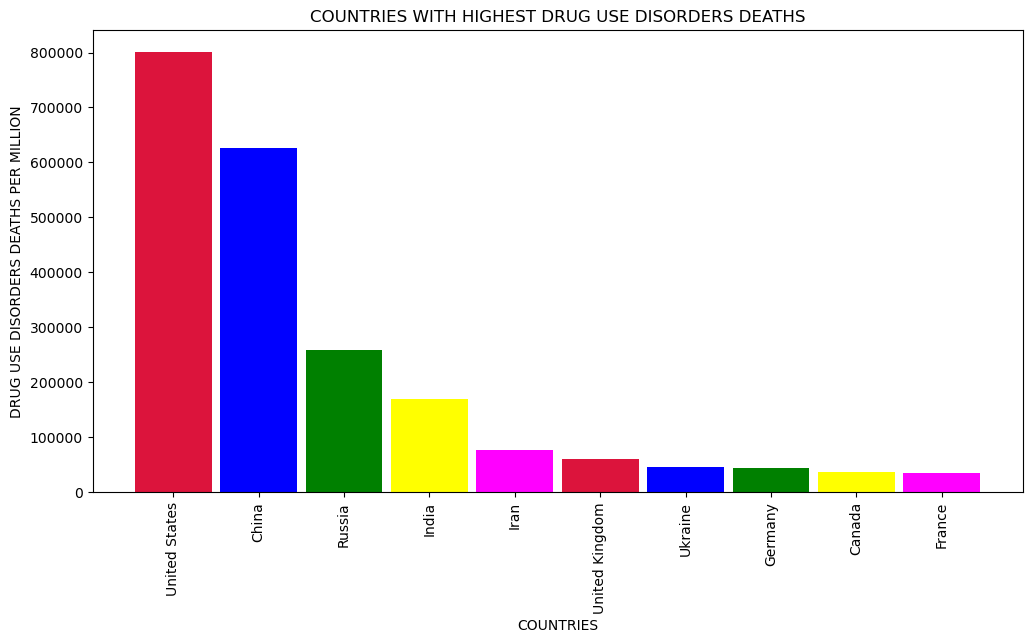 COUNTRIES WITH HIGHEST DRUG USE DISORDERS DEATHS
DRUG USE DISORDERS DEATHS PER MILLION
800000
700000
600000
500000
400000
300000
200000
100000
0
United States
China
Russia
India
Iran
United Kingdom
Ukraine
Germany
Canada
France
COUNTRIES